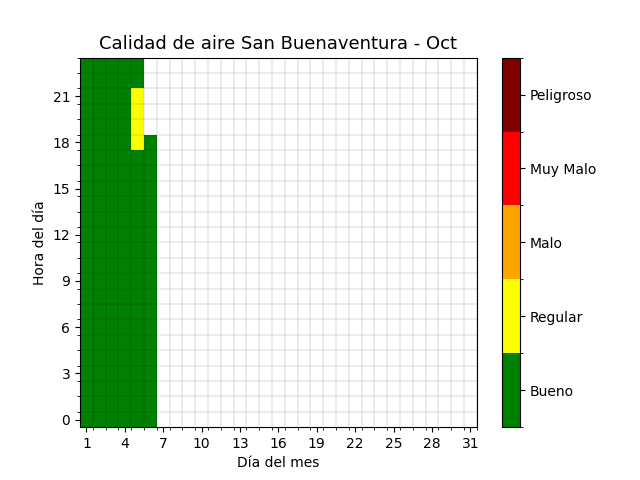 Calidad de aire San Buenaventura - Oct
Hora del día
21
18
15
12
9
6
3
0
1 4 7 10 13 16 19 22 25 28 31
Día del mes
Peligroso
Muy Malo
Malo
Regular
Bueno